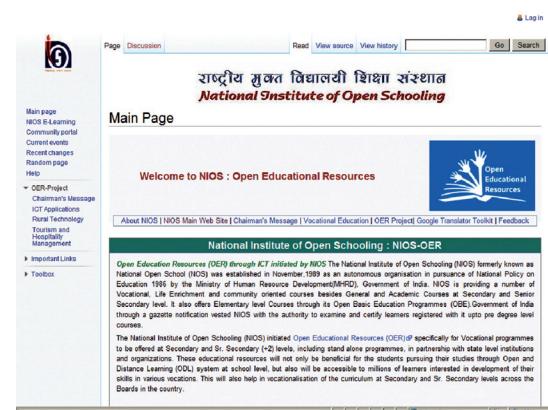 Log in
Page Discussion Read View source View history Go Search
राष्ट्रीय मुक्त विद्यालयी शिक्षा संस्थान
National Institute of Open Schooling
Main page
NIOS E-Learning
Community portal
Current events
Recent changes
Random page
Help
OER-Project
Chairman's Message
ICT Applications
Rural Technology
Tourism and
Hospitality
Management
Important Links
Toolbox
Main Page
Welcome to NIOS : Open Educational Resources
Open
Educational
Resources
About NIOS | NIOS Main Web Site | Chairman's Message | Vocational Education | OER Project| Google Translator Toolkit | Feedback
National Institute of Open Schooling : NIOS-OER
Open Education Resources (OER) through ICT initiated by NIOS The National Institute of Open Schooling (NIOS) formerly known as
National Open School (NOS) was established in November,1989 as an autonomous organisation in pursuance of National Policy on
Education 1986 by the Ministry of Human Resource Development(MHRD), Government of India. NIOS is providing a number of
Vocational, Life Enrichment and community oriented courses besides General and Academic Courses at Secondary and Senior
Secondary level. It also offers Elementary level Courses through its Open Basic Education Programmes (OBE).Government of India
through a gazette notification vested NIOS with the authority to examine and certify learners registered with it upto pre degree level
courses.
The National Institute of Open Schooling (NIOS) initiated Open Educational Resources (OER) specifically for Vocational programmes
to be offered at Secondary and Sr. Secondary (+2) levels, including stand alone programmes, in partnership with state level institutions
and organizations. These educational resources will not only be beneficial for the students pursuing their studies through Open and
Distance Learning (ODL) system at school level, but also will be accessible to millions of learners interested in development of their
skills in various vocations. This will also help in vocationalisation of the curriculum at Secondary and Sr. Secondary levels across the
Boards in the country.